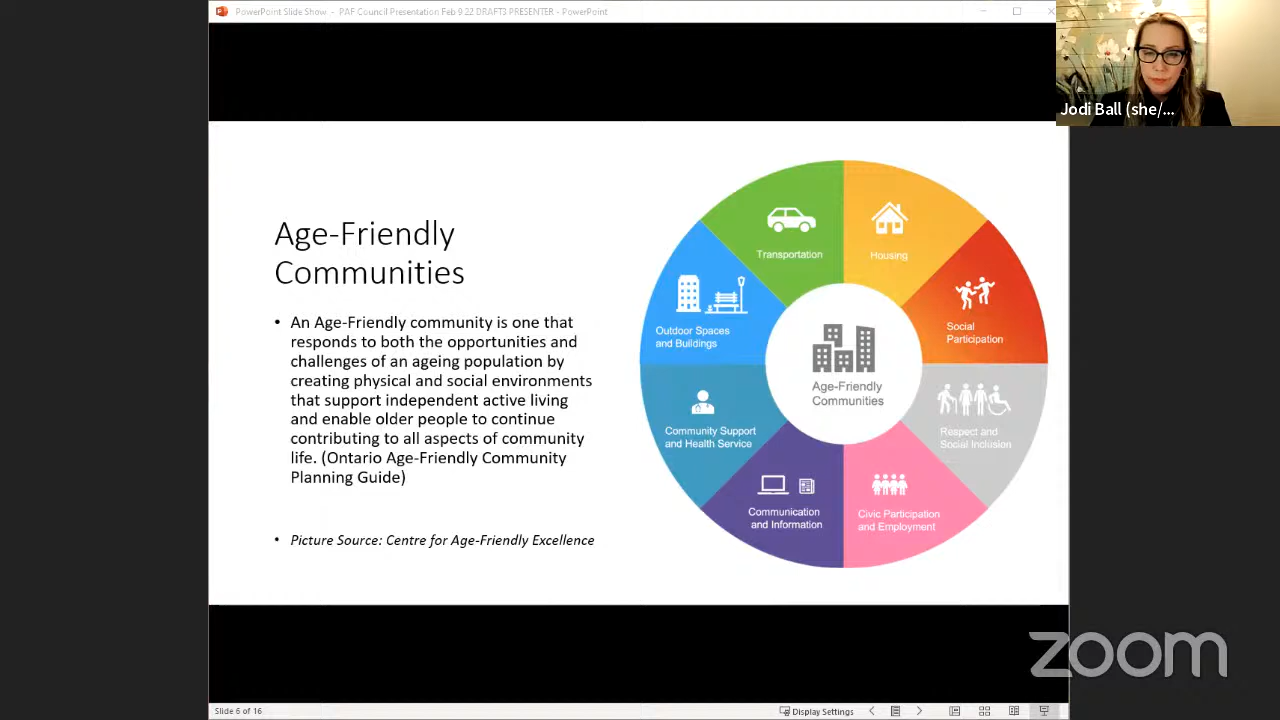 PowerPoint Slide Show - PAF Council Presentation Feb 9 22 DRAFT3 PRESENTER - PowerPoint
Jodi Ball (she/...
Age-Friendly
Communities
• An Age-Friendly community is one that
responds to both the opportunities and
challenges of an ageing population by
creating physical and social environments
that support independent active living
and enable older people to continue
contributing to all aspects of community
life. (Ontario Age-Friendly Community
Planning Guide)
• Picture Source: Centre for Age-Friendly Excellence
Transportation
Housing
Social
Participation
Respect and
Social Inclusion
Civic Participation
and Employment
Communication
and Information
Community Support
and Health Service
Outdoor Spaces
and Buildings
Age-Friendly
Communities
zoom
Slide 6 of 16
Display Settings